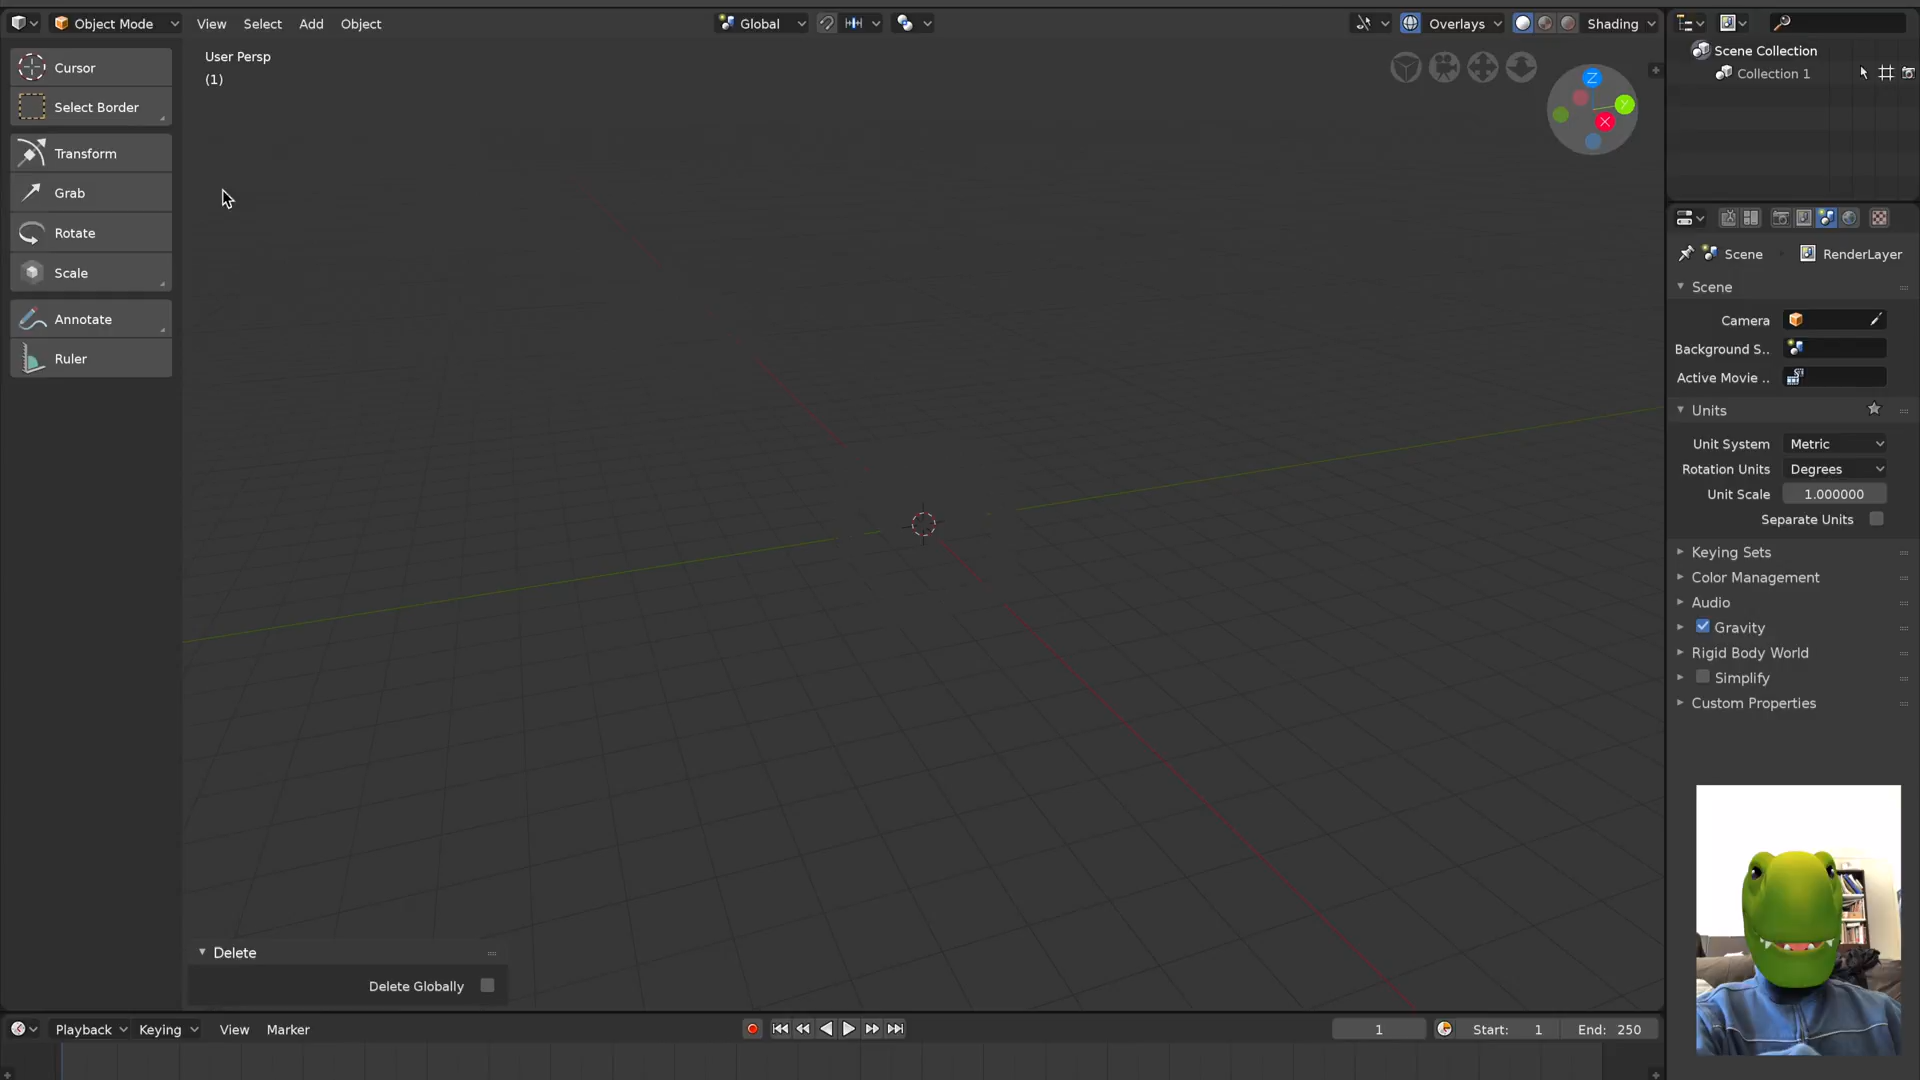 Object Mode
View
Select
Add
Object
Global
Overlays
Shading
User Persp
(1)
Cursor
Select Border
Transform
Grab
Rotate
Scale
Annotate
Ruler
Z
Y
X
Scene Collection
Collection 1
Scene
RenderLayer
Scene
Camera
Background S..
Active Movie ..
Units
Unit System Metric
Rotation Units Degrees
Unit Scale 1.000000
Separate Units
Keying Sets
Color Management
Audio
Gravity
Rigid Body World
Simplify
Custom Properties
Delete
Delete Globally
Playback
Keying
View
Marker
1
Start: 1
End: 250